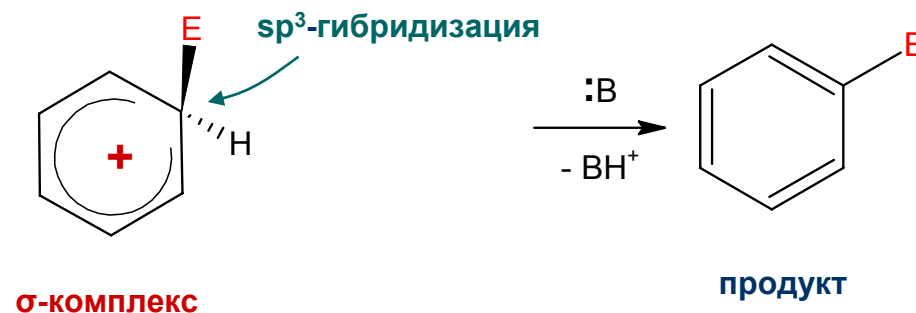 E
sp³-гибридизация
+
H
:B
- BH⁺
E
σ-комплекс
продукт